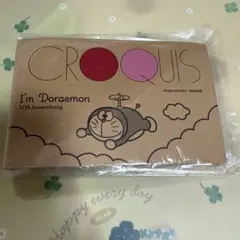 CROQUIS
I'm Doraemon
50th Anniversary
happy every day